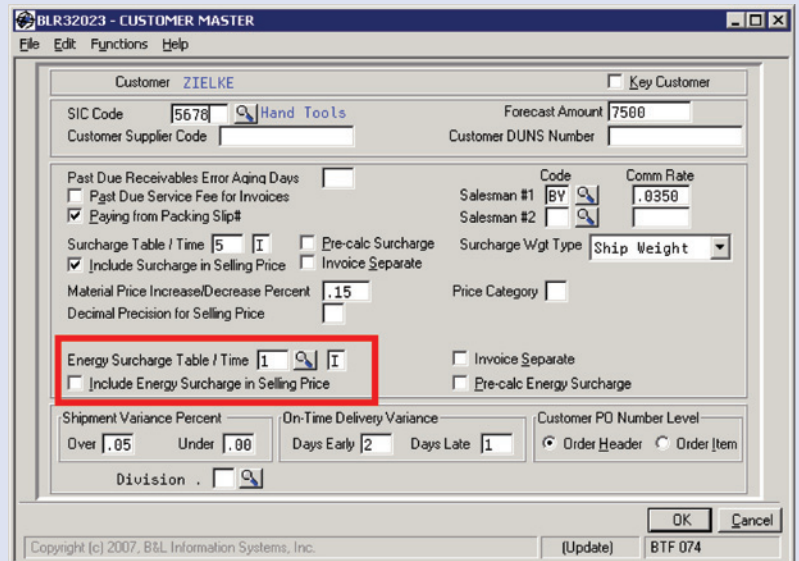 BLR32023 - CUSTOMER MASTER
File Edit Functions Help
Customer ZIELKE Key Customer
SIC Code 5678 Hand Tools Forecast Amount 7500
Customer Supplier Code Customer DUNS Number
Past Due Receivables Error Aging Days Code Comm Rate
Past Due Service Fee for Invoices Salesman #1 BY .0350
Paying from Packing Slip# Salesman #2
Surcharge Table / Time 5 I Pre-calc Surcharge Surcharge Wgt Type Ship Weight
Include Surcharge in Selling Price Invoice Separate
Material Price Increase/Decrease Percent .15 Price Category
Decimal Precision for Selling Price
Energy Surcharge Table / Time 1 I Invoice Separate
Include Energy Surcharge in Selling Price Pre-calc Energy Surcharge
Shipment Variance Percent On-Time Delivery Variance Customer PO Number Level
Over .05 Under .00 Days Early 2 Days Late 1 Order Header Order Item
Division .
OK Cancel
Copyright (c) 2007, B&L Information Systems, Inc. (Update) BTF 074